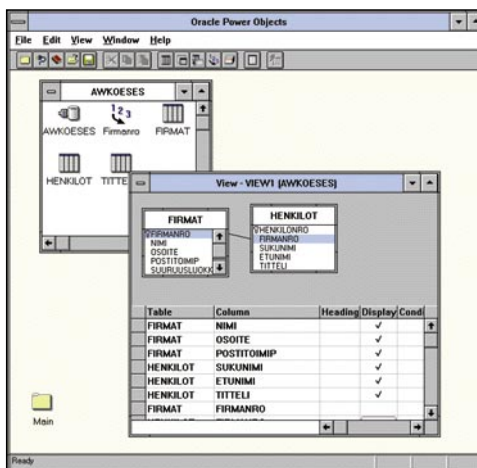 Oracle Power Objects
File Edit View Window Help
AWKOESES
AWKOESES Firmanro FIRMAT
HENKILOT
View - VIEW1 (AWKOESES)
FIRMAT
FIRMANRO
NIMI
OSOITE
POSTITOIMIP
SUURUUSLUOKK
HENKILOT
HENKILONRO
FIRMANRO
SUKUNIMI
ETUNIMI
TITTELI
Table Column Heading Display Condi
FIRMAT NIMI √
FIRMAT OSOITE √
FIRMAT POSTITOIMIP √
HENKILOT SUKUNIMI √
HENKILOT ETUNIMI √
HENKILOT TITTELI √
FIRMAT FIRMANRO
Main
Ready